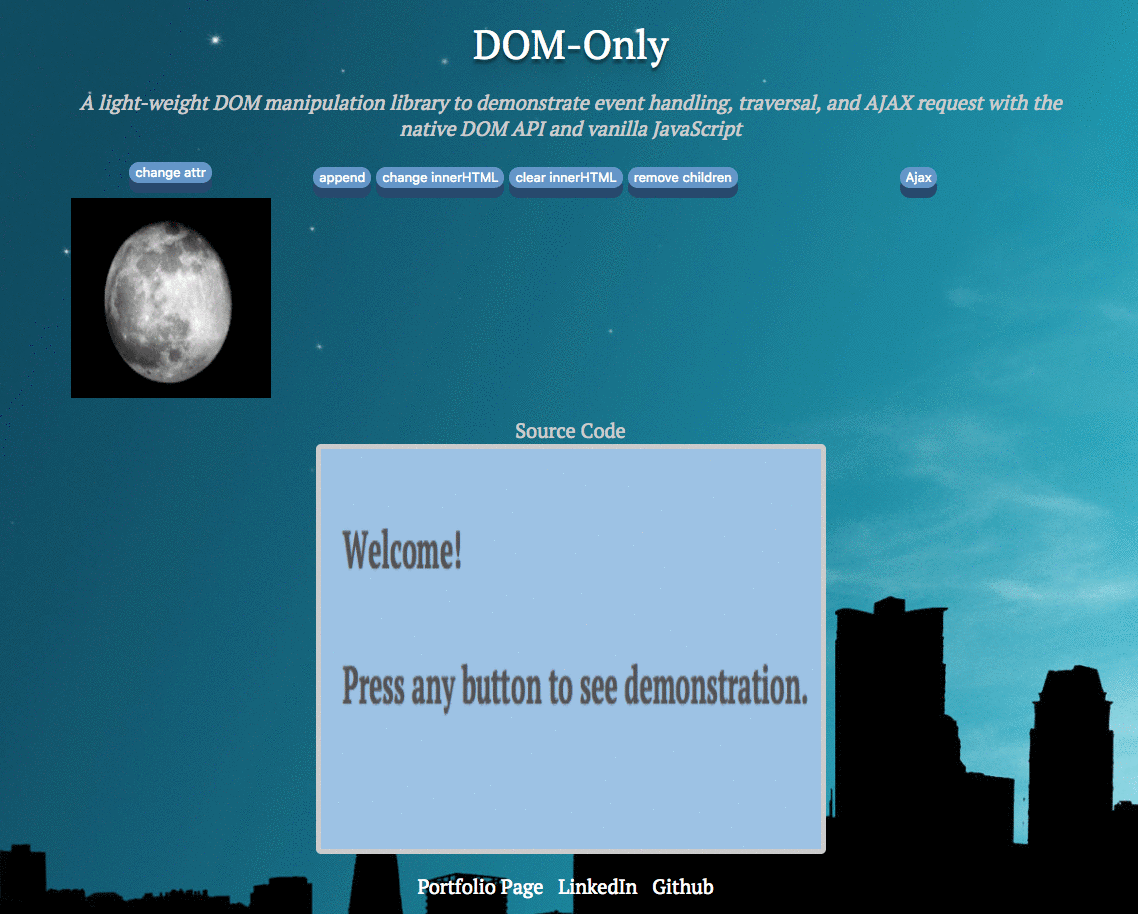 DOM-Only
A light-weight DOM manipulation library to demonstrate event handling, traversal, and AJAX request with the
native DOM API and vanilla JavaScript
change attr
append change innerHTML clear innerHTML remove children Ajax
Source Code
Welcome!
Press any button to see demonstration.
Portfolio Page LinkedIn Github